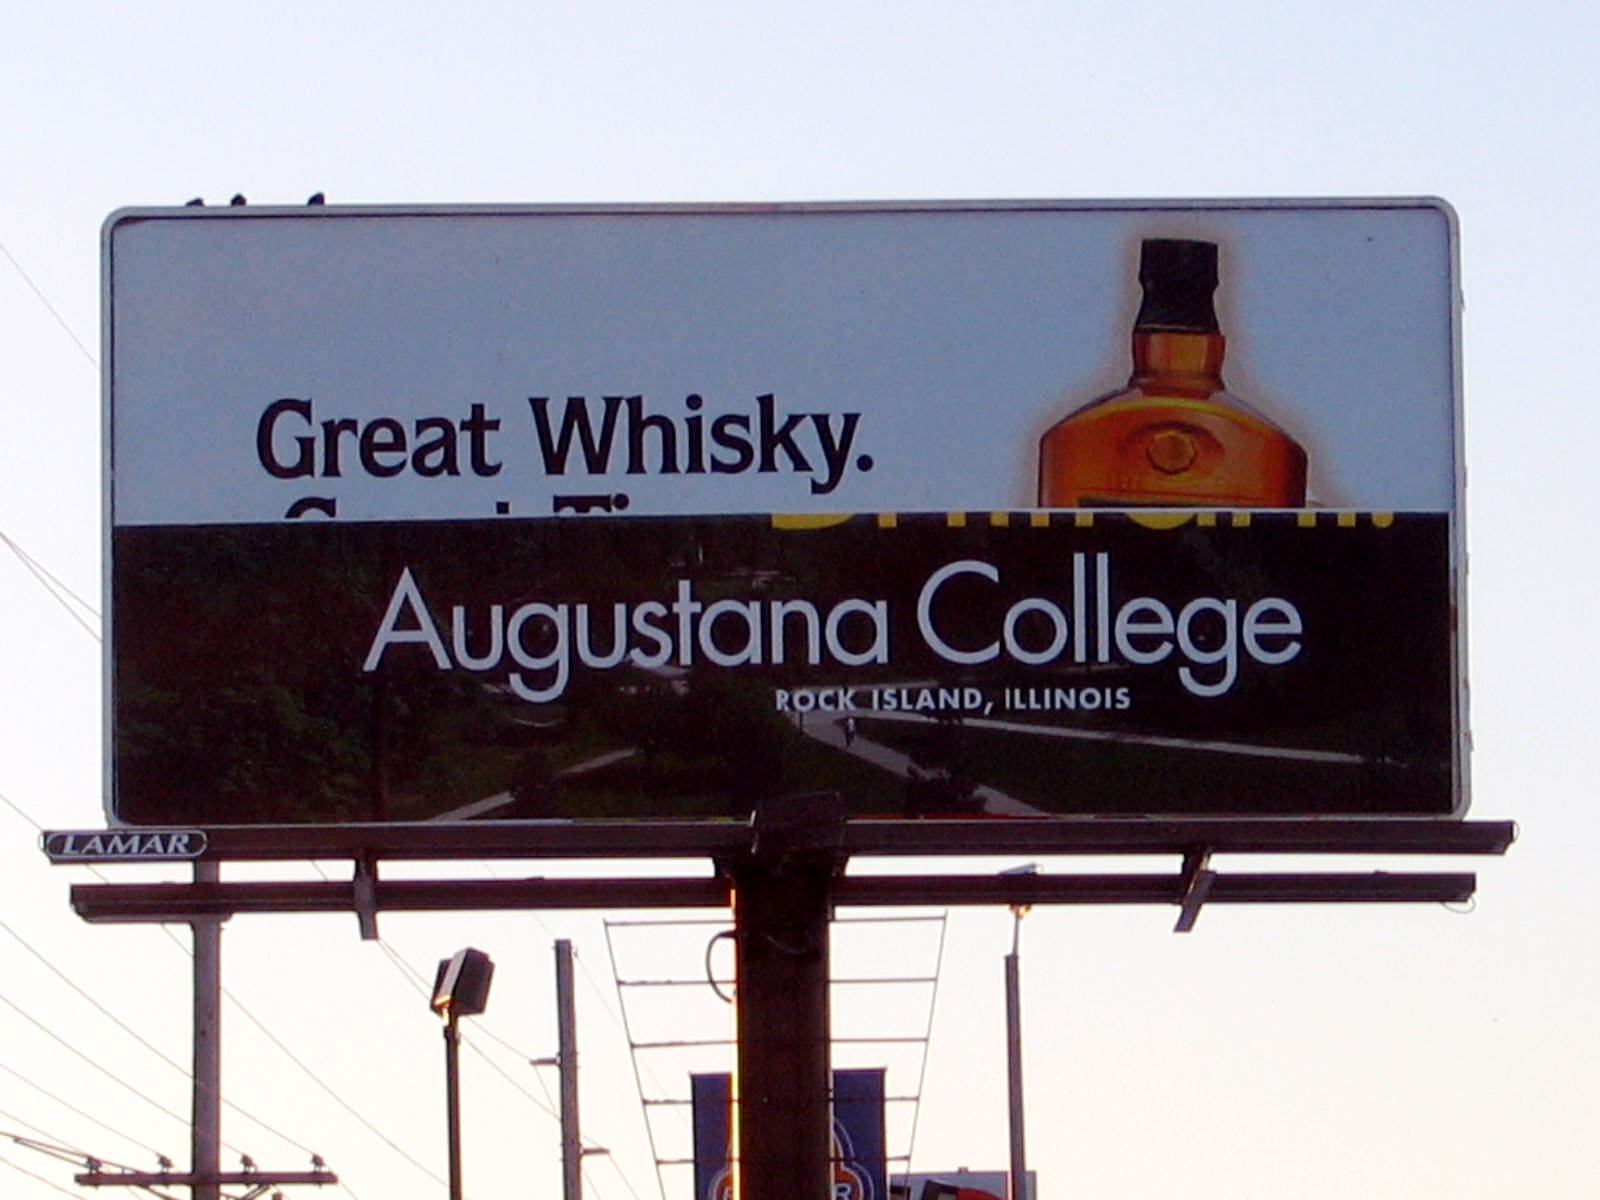 Great Whisky.
Augustana College
ROCK ISLAND, ILLINOIS
LAMAR